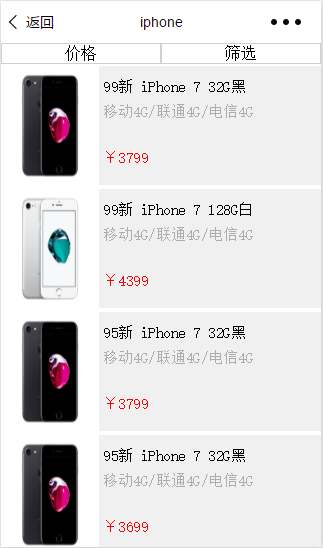 返回
iphone
价格
筛选
99新 iPhone 7 32G黑
移动4G/联通4G/电信4G
￥3799
99新 iPhone 7 128G白
移动4G/联通4G/电信4G
￥4399
95新 iPhone 7 32G黑
移动4G/联通4G/电信4G
￥3799
95新 iPhone 7 32G黑
移动4G/联通4G/电信4G
￥3699